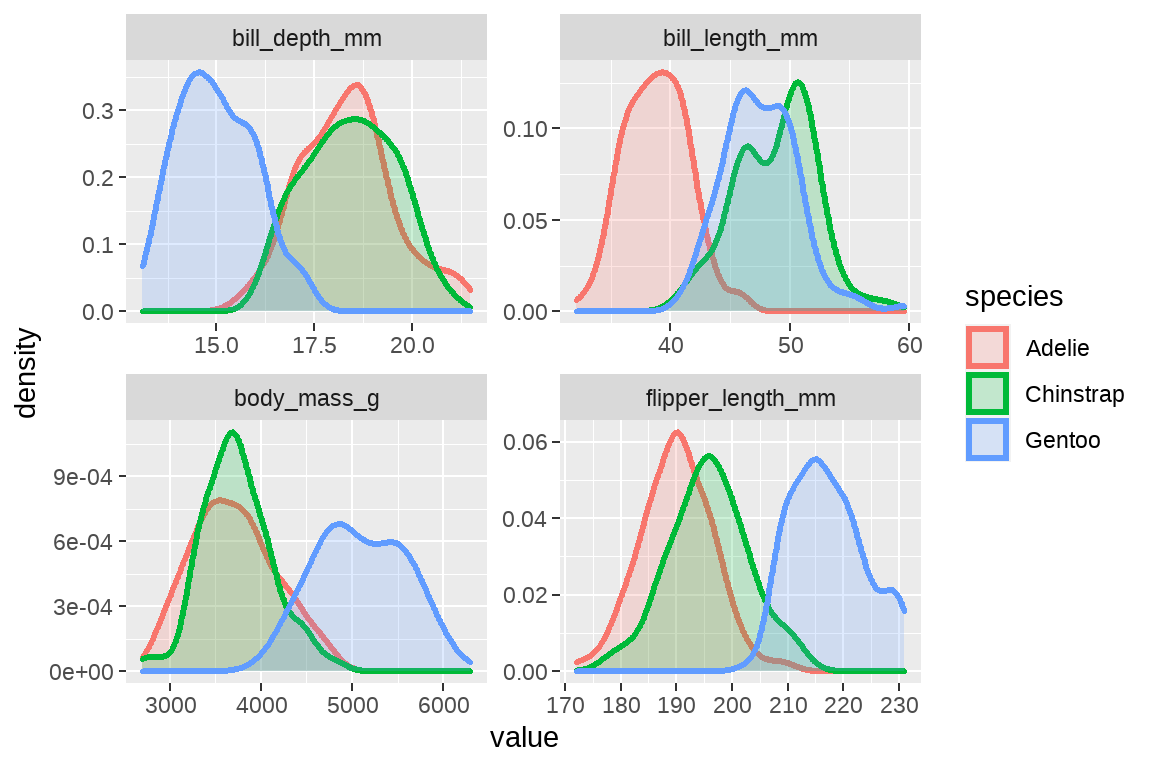 bill_depth_mm
bill_length_mm
0.3
0.2
0.1
0.0
0.10
0.05
0.00
15.0 17.5 20.0
40 50 60
density
body_mass_g
flipper_length_mm
9e-04
6e-04
3e-04
0e+00
0.06
0.04
0.02
0.00
3000 4000 5000 6000
170 180 190 200 210 220 230
value
species
Adelie
Chinstrap
Gentoo